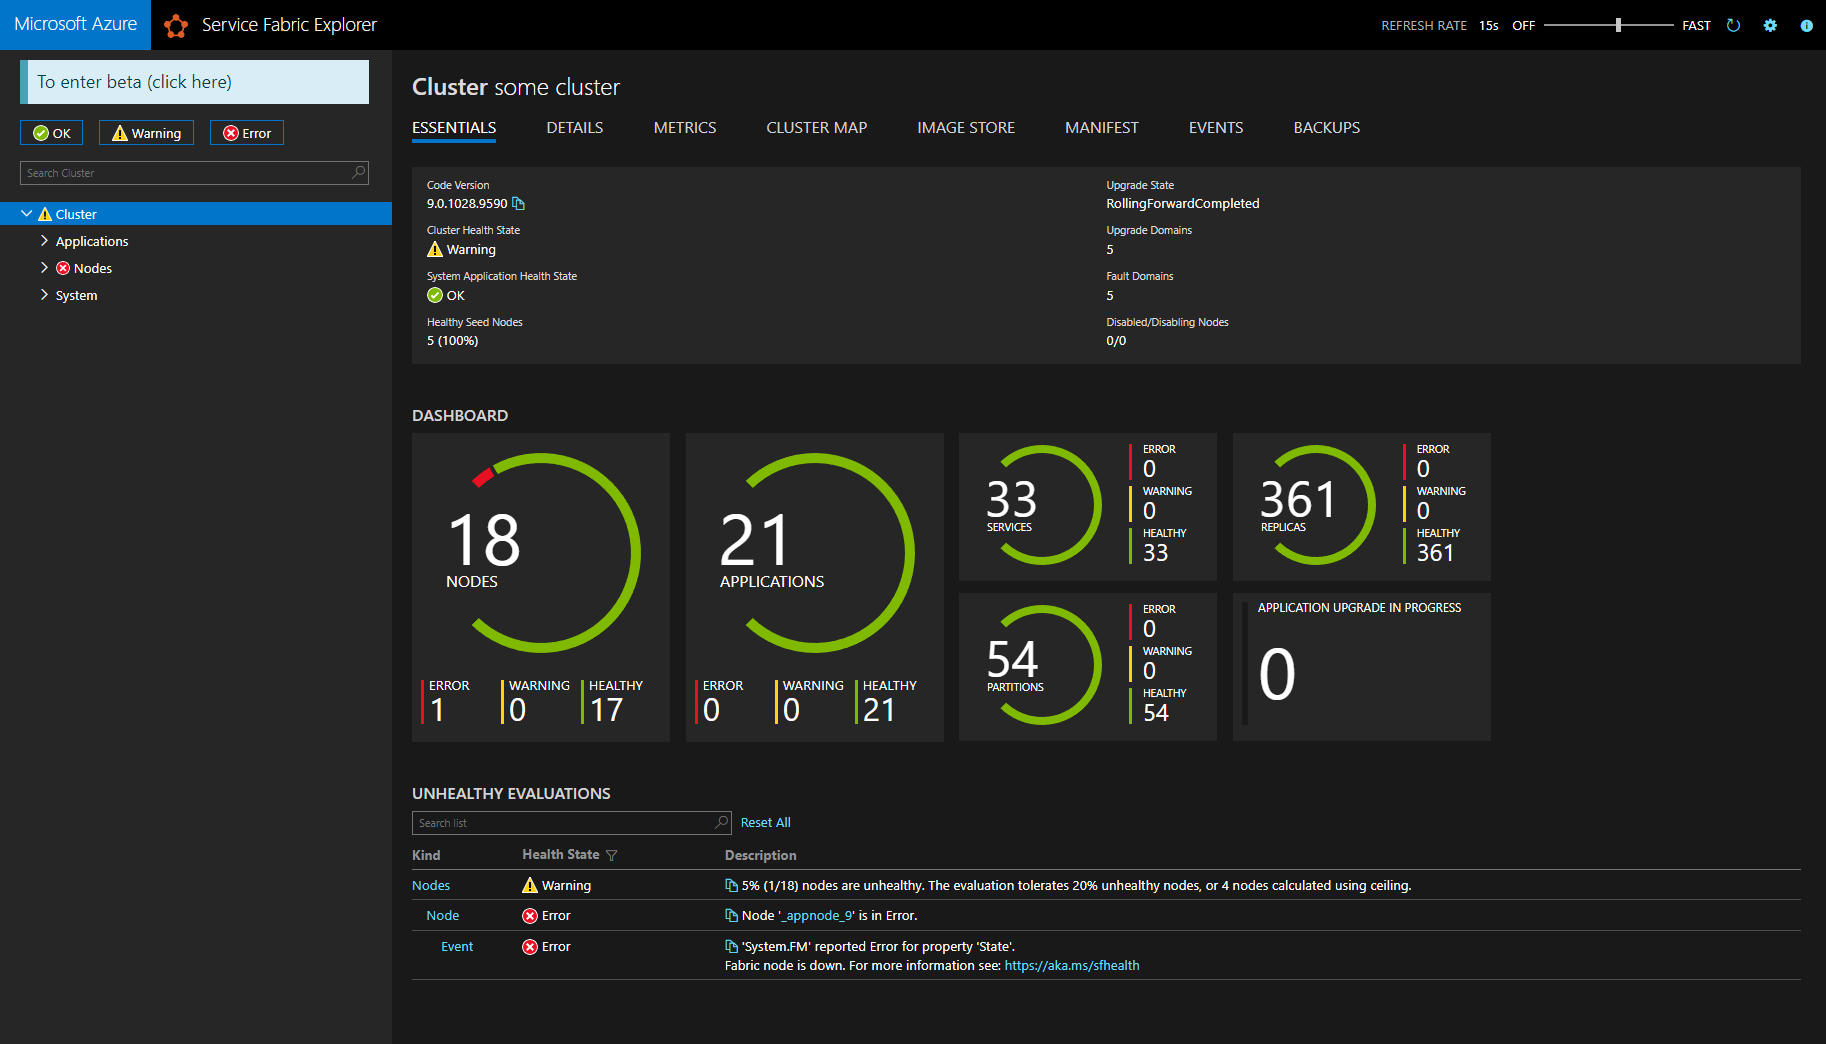 Microsoft Azure
Service Fabric Explorer
REFRESH RATE 15s OFF FAST
To enter beta (click here)
OK Warning Error
Search Cluster
Cluster
Applications
Nodes
System
Cluster some cluster
ESSENTIALS DETAILS METRICS CLUSTER MAP IMAGE STORE MANIFEST EVENTS BACKUPS
Code Version
9.0.1028.9590
Cluster Health State
Warning
System Application Health State
OK
Healthy Seed Nodes
5 (100%)
Upgrade State
RollingForwardCompleted
Upgrade Domains
5
Fault Domains
5
Disabled/Disabling Nodes
0/0
DASHBOARD
18
NODES
ERROR
1
WARNING
0
HEALTHY
17
21
APPLICATIONS
ERROR
0
WARNING
0
HEALTHY
21
33
SERVICES
ERROR
0
WARNING
0
HEALTHY
33
361
REPLICAS
ERROR
0
WARNING
0
HEALTHY
361
54
PARTITIONS
ERROR
0
WARNING
0
HEALTHY
54
APPLICATION UPGRADE IN PROGRESS
0
UNHEALTHY EVALUATIONS
Search list Reset All
Kind Health State Description
Nodes Warning 5% (1/18) nodes are unhealthy. The evaluation tolerates 20% unhealthy nodes, or 4 nodes calculated using ceiling.
Node Error Node '_appnode_9' is in Error.
Event Error 'System.FM' reported Error for property 'State'.
Fabric node is down. For more information see: https://aka.ms/sfhealth